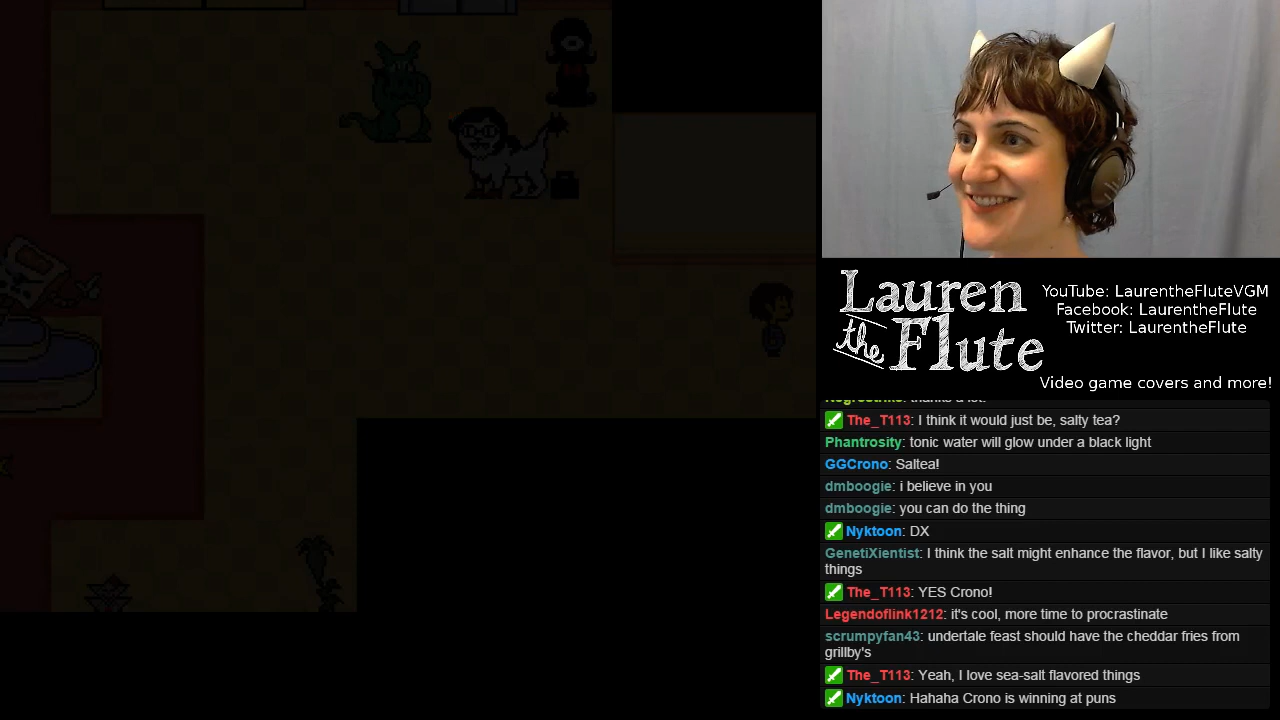 Lauren
the Flute
YouTube: LaurentheFluteVGM
Facebook: LaurentheFlute
Twitter: LaurentheFlute
Video game covers and more!
The_T113: I think it would just be, salty tea?
Phantrosity: tonic water will glow under a black light
GGCrono: Saltea!
dmboogie: i believe in you
dmboogie: you can do the thing
Nyktoon: DX
GenetiXientist: I think the salt might enhance the flavor, but I like salty
things
The_T113: YES Crono!
Legendoflink1212: it's cool, more time to procrastinate
scrumpyfan43: undertale feast should have the cheddar fries from
grillby's
The_T113: Yeah, I love sea-salt flavored things
Nyktoon: Hahaha Crono is winning at puns